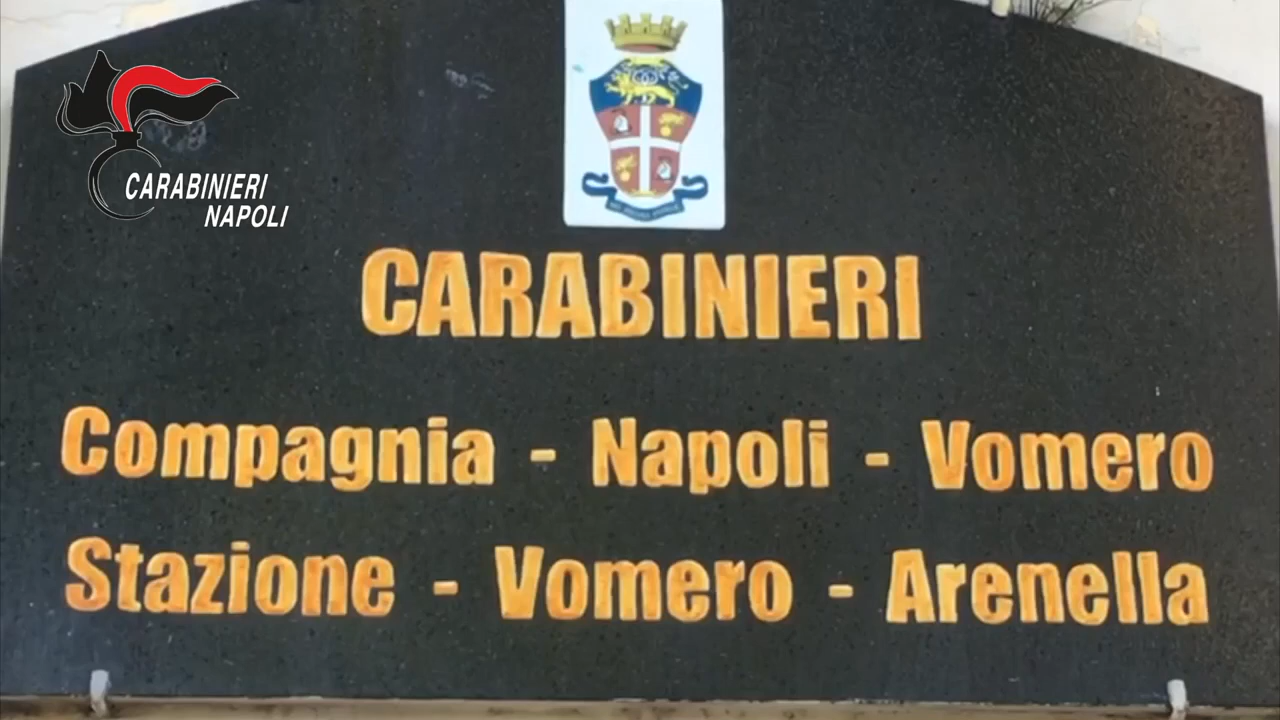 CARABINIERI
NAPOLI
CARABINIERI
Compagnia - Napoli - Vomero
Stazione - Vomero - Arenella